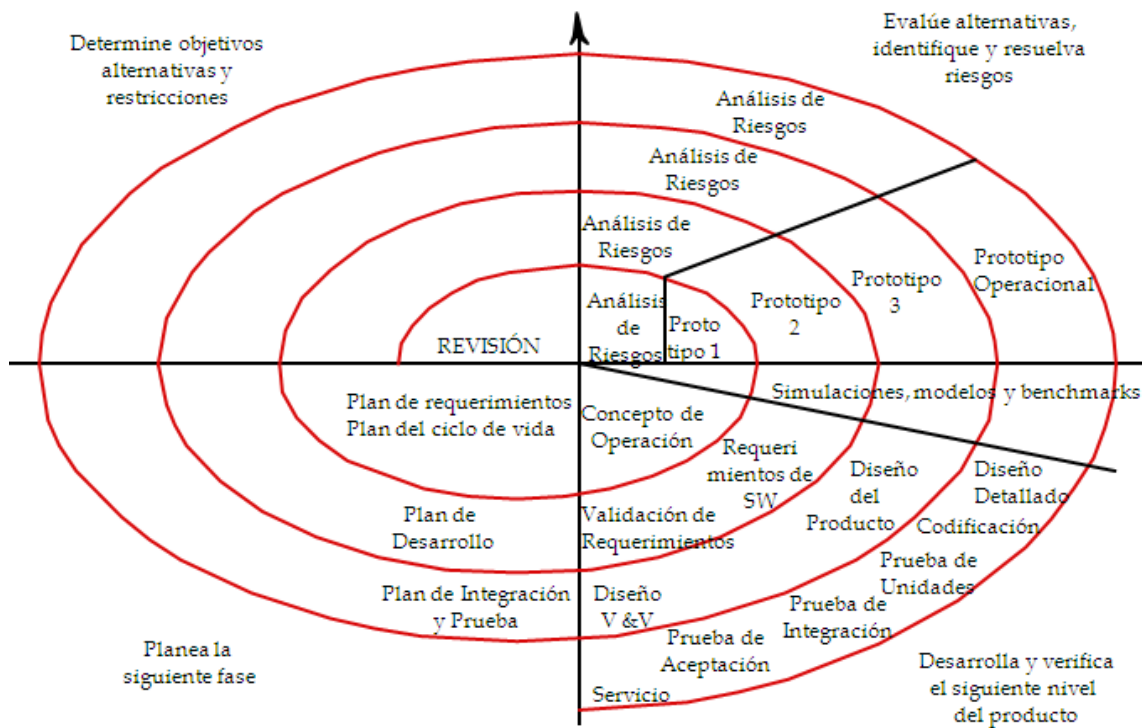 Determine objetivos
alternativas y
restricciones
Evalúe alternativas,
identifique y resuelva
riesgos
Análisis de
Riesgos
Análisis de
Riesgos
Análisis de
Riesgos
Análisis
de
Riesgos
Proto
tipo 1
Prototipo
2
Prototipo
3
Prototipo
Operacional
REVISIÓN
Simulaciones, modelos y benchmarks
Plan de requerimientos
Plan del ciclo de vida
Concepto de
Operación
Requeri
mientos de
SW
Diseño
del
Producto
Diseño
Detallado
Codificación
Plan de
Desarrollo
Validación de
Requerimientos
Prueba de
Unidades
Plan de Integración
y Prueba
Diseño
V &V
Prueba de
Integración
Prueba de
Aceptación
Servicio
Planea la
siguiente fase
Desarrolla y verifica
el siguiente nivel
del producto